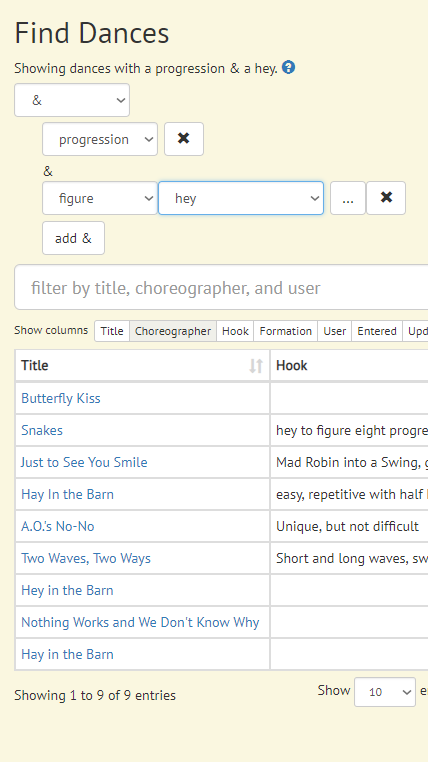 Find Dances
Showing dances with a progression & a hey.
&
progression
&
figure hey ...
add &
filter by title, choreographer, and user
Show columns Title Choreographer Hook Formation User Entered Upd
Title Hook
Butterfly Kiss
Snakes hey to figure eight progre
Just to See You Smile Mad Robin into a Swing, g
Hay In the Barn easy, repetitive with half
A.O.'s No-No Unique, but not difficult
Two Waves, Two Ways Short and long waves, sw
Hey in the Barn
Nothing Works and We Don't Know Why
Hay in the Barn
Showing 1 to 9 of 9 entries Show 10 e